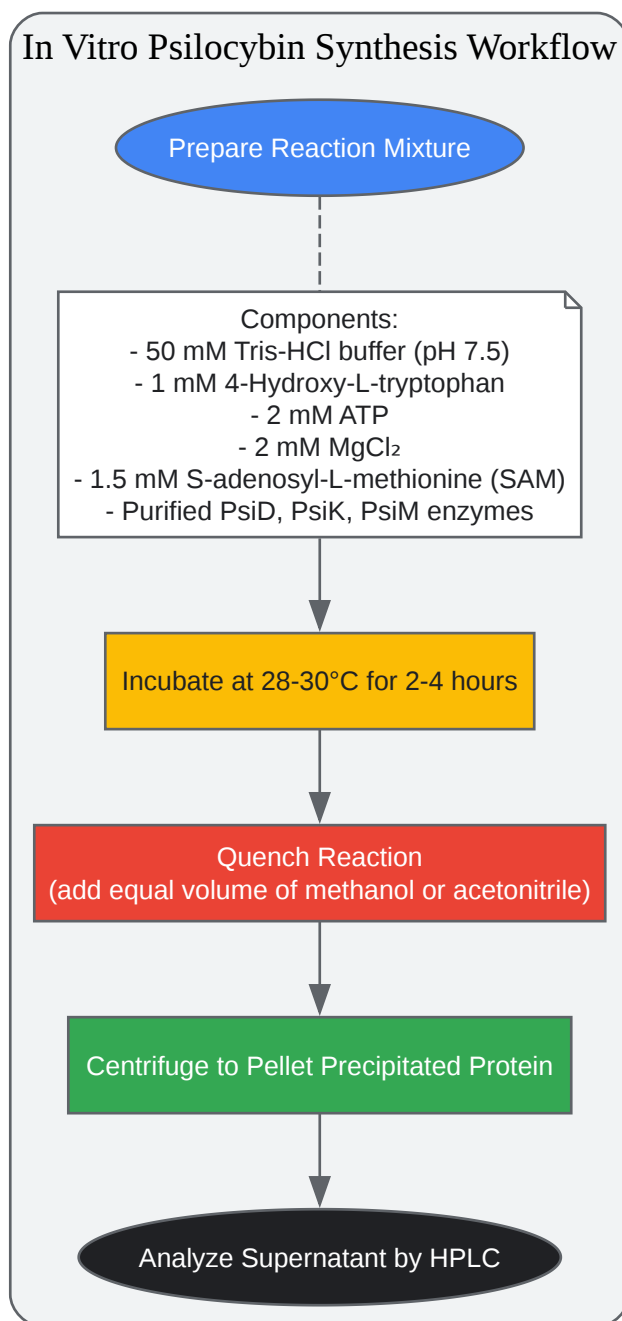 In Vitro Psilocybin Synthesis Workflow
Prepare Reaction Mixture
Components:
- 50 mM Tris-HCl buffer (pH 7.5)
- 1 mM 4-Hydroxy-L-tryptophan
- 2 mM ATP
- 2 mM MgCl₂
- 1.5 mM S-adenosyl-L-methionine (SAM)
- Purified PsiD, PsiK, PsiM enzymes
Incubate at 28-30°C for 2-4 hours
Quench Reaction
(add equal volume of methanol or acetonitrile)
Centrifuge to Pellet Precipitated Protein
Analyze Supernatant by HPLC